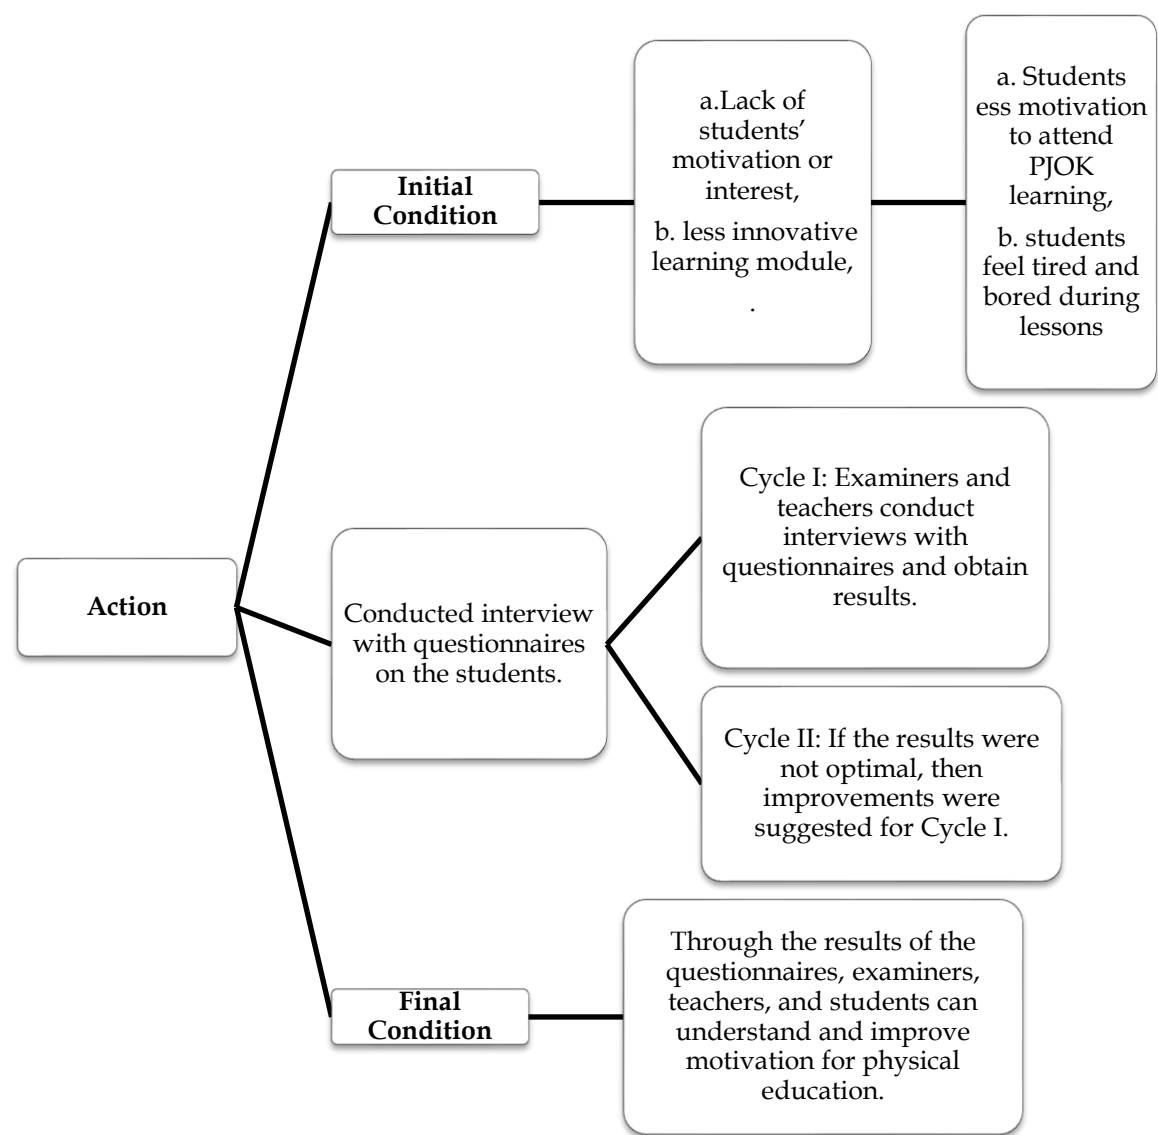 a.Lack of
students’
motivation or
interest,
b. less innovative
learning module,
.
a. Students
ess motivation
to attend
PJOK
learning,
b. students
feel tired and
bored during
lessons
Initial
Condition
Action
Conducted interview
with questionnaires
on the students.
Cycle I: Examiners and
teachers conduct
interviews with
questionnaires and obtain
results.
Cycle II: If the results were
not optimal, then
improvements were
suggested for Cycle I.
Final
Condition
Through the results of the
questionnaires, examiners,
teachers, and students can
understand and improve
motivation for physical
education.